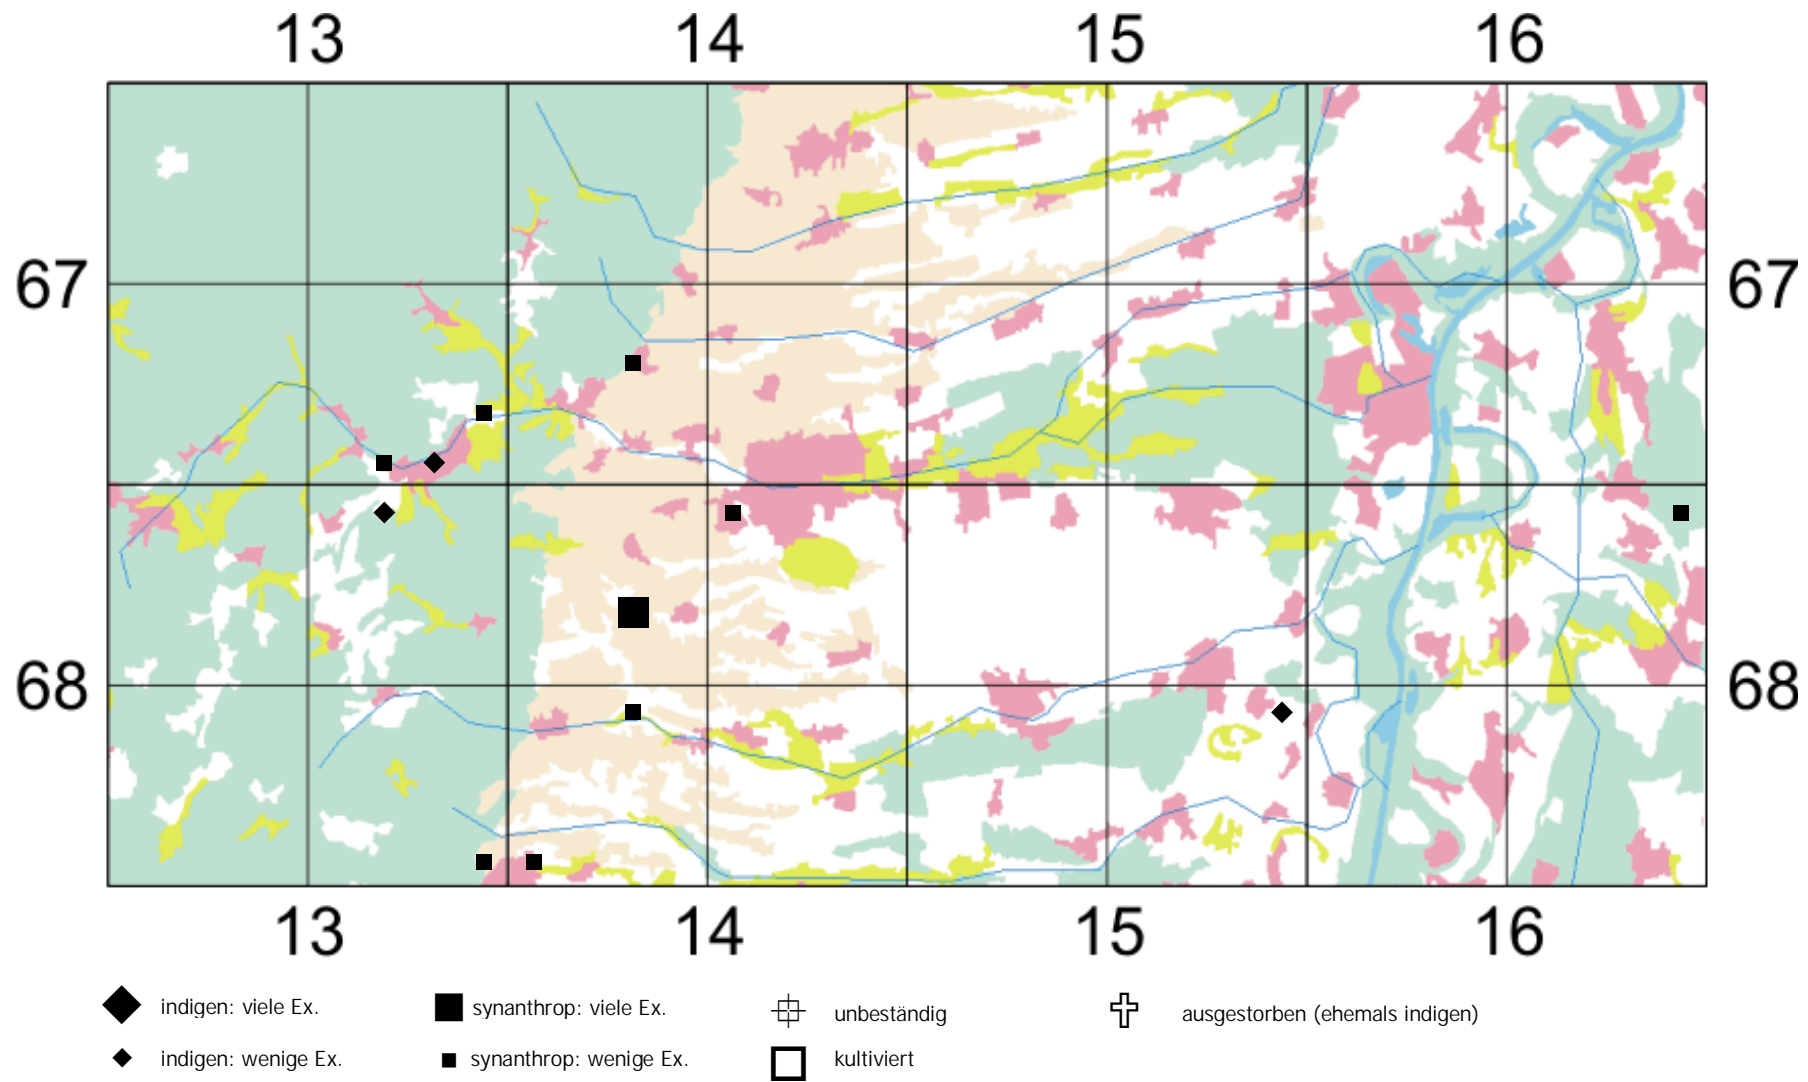 13 14 15 16
67 67
68 68
13 14 15 16
indigen: viele Ex. synanthrop: viele Ex. unbeständig ausgestorben (ehemals indigen)
indigen: wenige Ex. synanthrop: wenige Ex. kultiviert